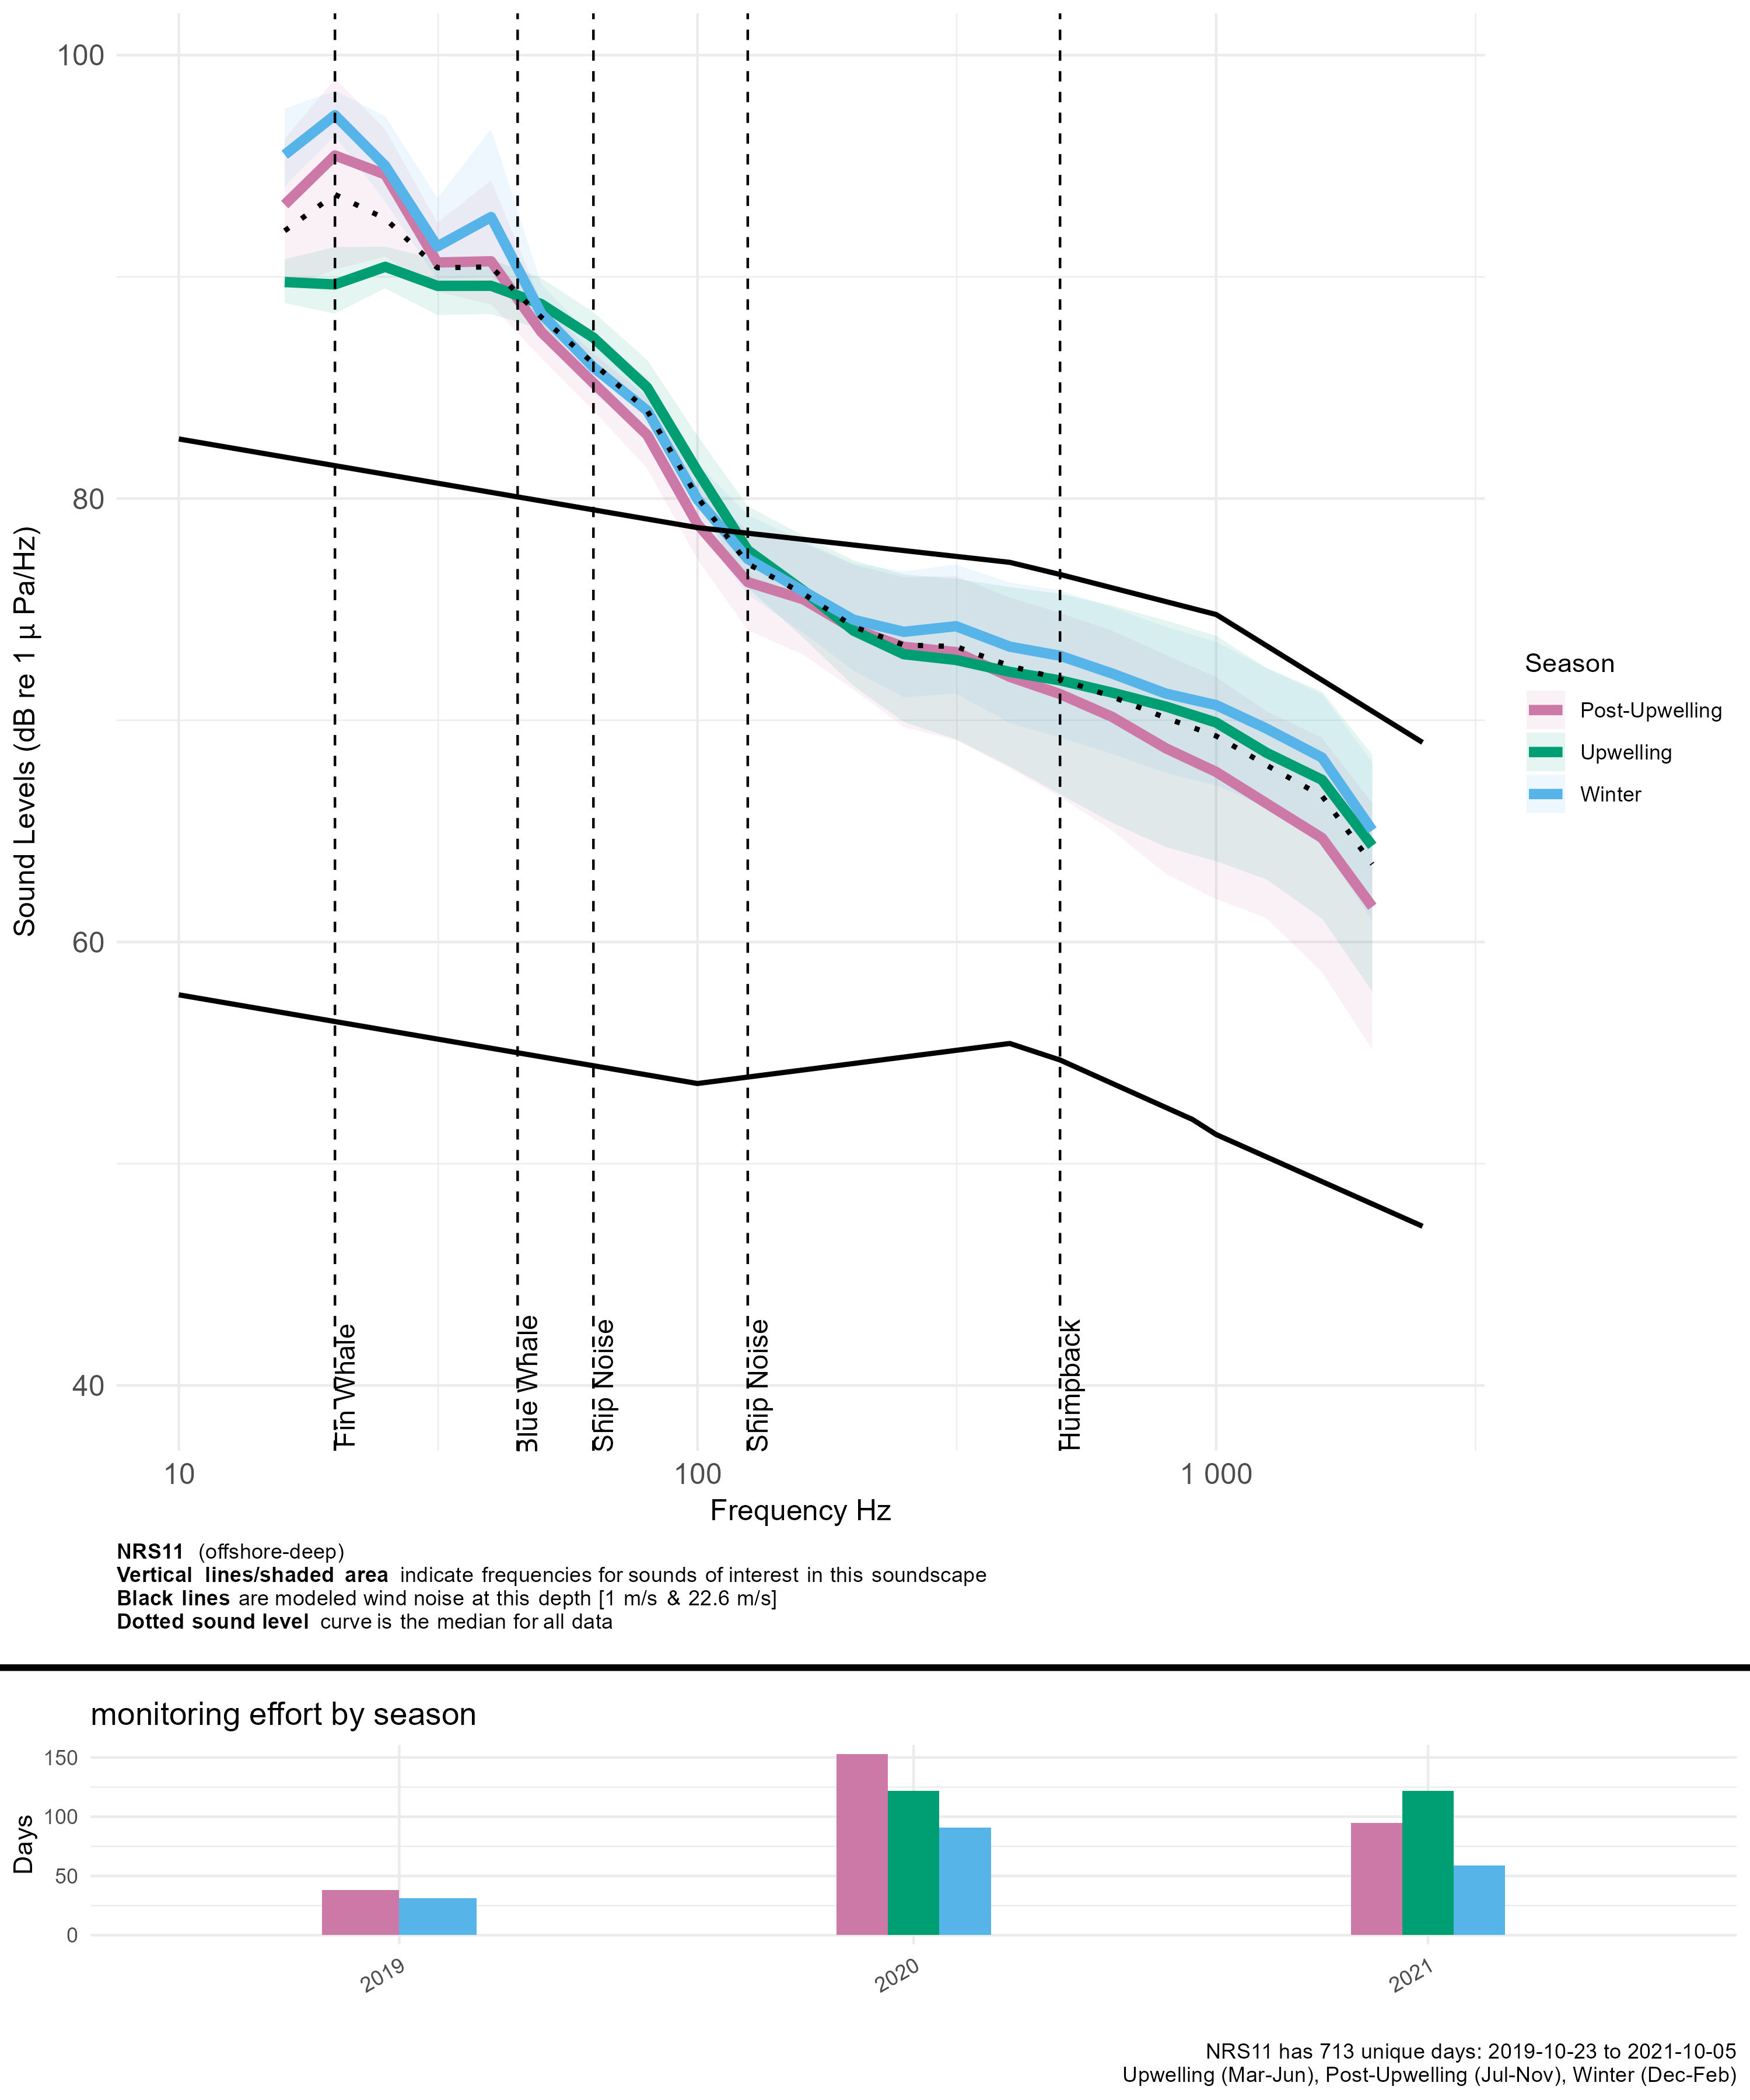 100
80
60
40
Sound Levels (dB re 1 µ Pa/Hz)
Fin Whale
Blue Whale
Ship Noise
Ship Noise
Humpback
10
100
1 000
Frequency Hz
Season
Post-Upwelling
Upwelling
Winter
NRS11 (offshore-deep)
Vertical lines/shaded area indicate frequencies for sounds of interest in this soundscape
Black lines are modeled wind noise at this depth [1 m/s & 22.6 m/s]
Dotted sound level curve is the median for all data
monitoring effort by season
150
100
50
0
Days
2019
2020
2021
NRS11 has 713 unique days: 2019-10-23 to 2021-10-05
Upwelling (Mar-Jun), Post-Upwelling (Jul-Nov), Winter (Dec-Feb)